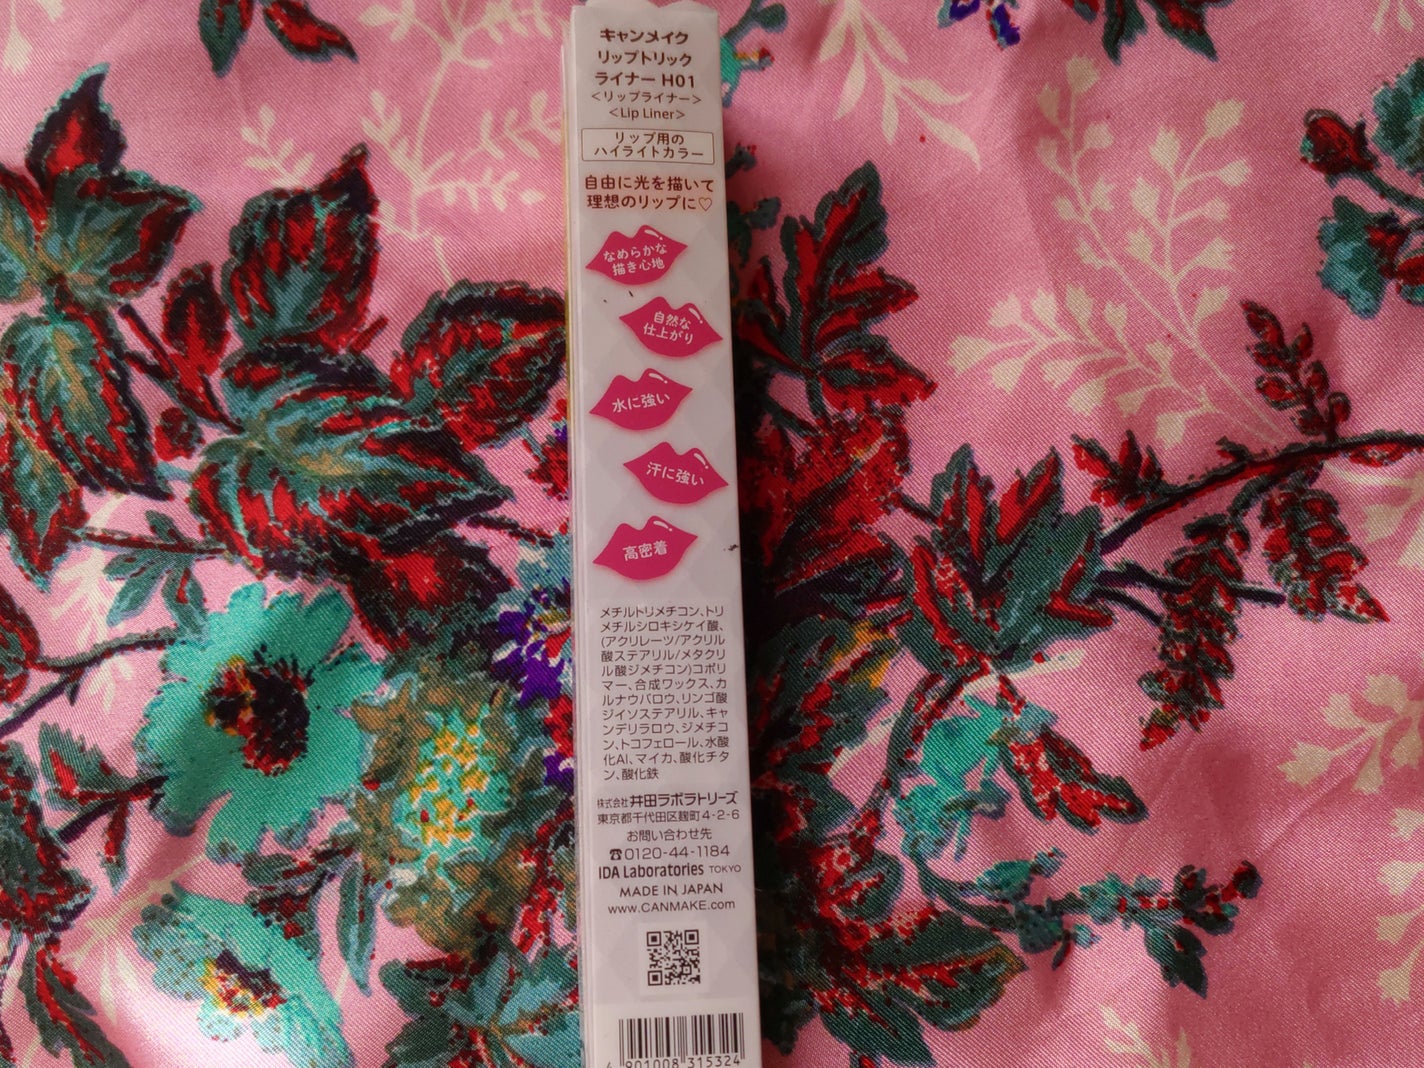 キャンメイク
リップトリック
ライナー H01
＜リップライナー＞
＜Lip Liner＞
リップ用の
ハイライトカラー
自由に光を描いて
理想のリップに♡
なめらかな
描き心地
自然な
仕上がり
水に強い
汗に強い
高密着
メチルトリメチコン、トリ
メチルシロキシケイ酸、
(アクリレーツ/アクリル
酸ステアリル/メタクリ
ル酸ジメチコン)コポリ
マー、合成ワックス、カ
ルナウバロウ、リンゴ酸
ジイソステアリル、キャ
ンデリラロウ、ジメチコ
ン、トコフェロール、水酸
化Al、マイカ、酸化チタ
ン、酸化鉄
株式会社 井田ラボラトリーズ
東京都千代田区麹町4-2-6
お問い合わせ先
☎0120-44-1184
IDA Laboratories TOKYO
MADE IN JAPAN
www.CANMAKE.com
4 901008 315324